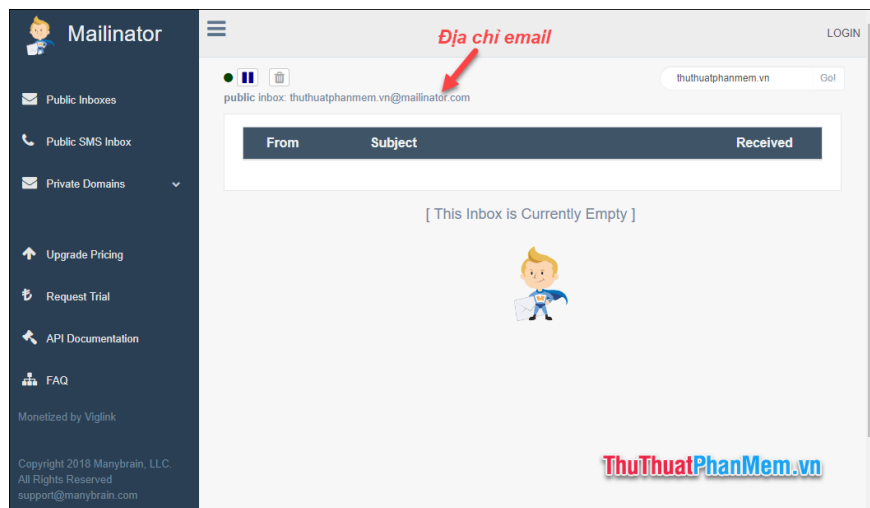 Mailinator
Địa chỉ email
LOGIN
thuthuatphanmem.vn Go!
public inbox: thuthuatphanmem.vn@mailinator.com
Public Inboxes
Public SMS Inbox
Private Domains
From Subject Received
[ This Inbox is Currently Empty ]
Upgrade Pricing
Request Trial
API Documentation
FAQ
Monetized by Viglink
Copyright 2018 Manybrain, LLC.
All Rights Reserved
support@manybrain.com
M
ThuThuatPhanMem.vn